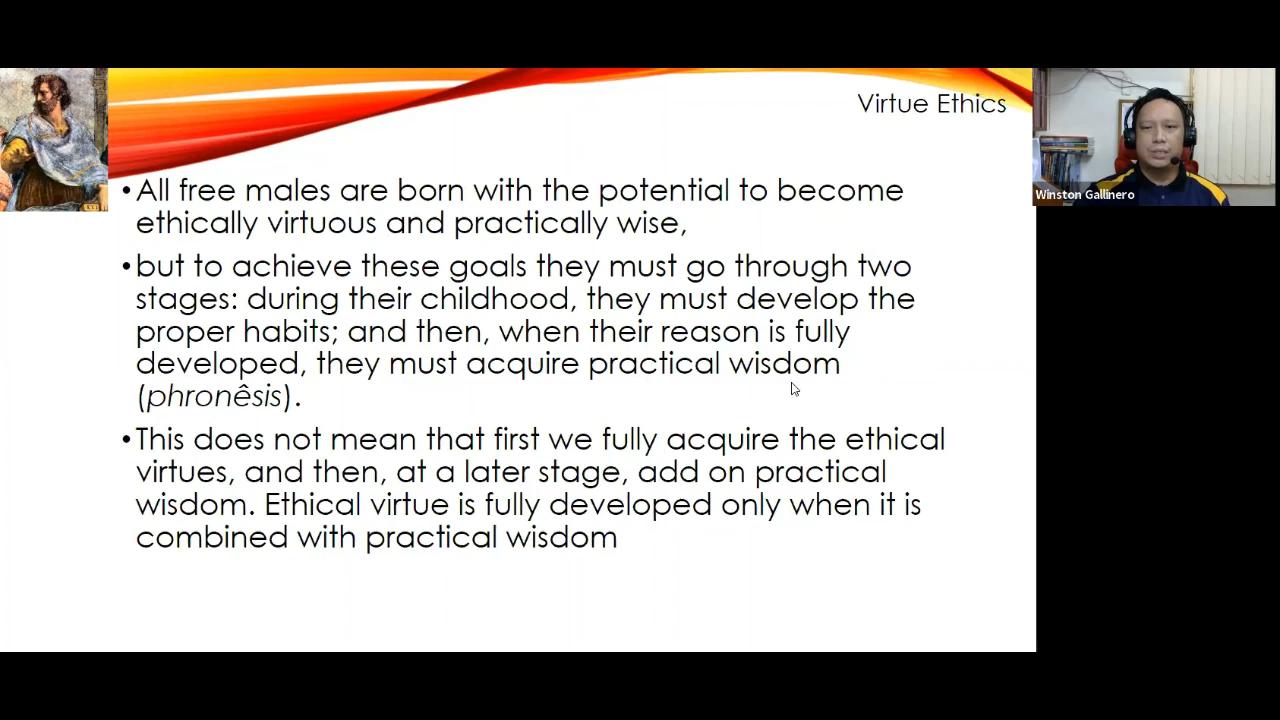 Virtue Ethics
Winston Gallinero
•All free males are born with the potential to become
ethically virtuous and practically wise,
•but to achieve these goals they must go through two
stages: during their childhood, they must develop the
proper habits; and then, when their reason is fully
developed, they must acquire practical wisdom
(phronêsis).
•This does not mean that first we fully acquire the ethical
virtues, and then, at a later stage, add on practical
wisdom. Ethical virtue is fully developed only when it is
combined with practical wisdom